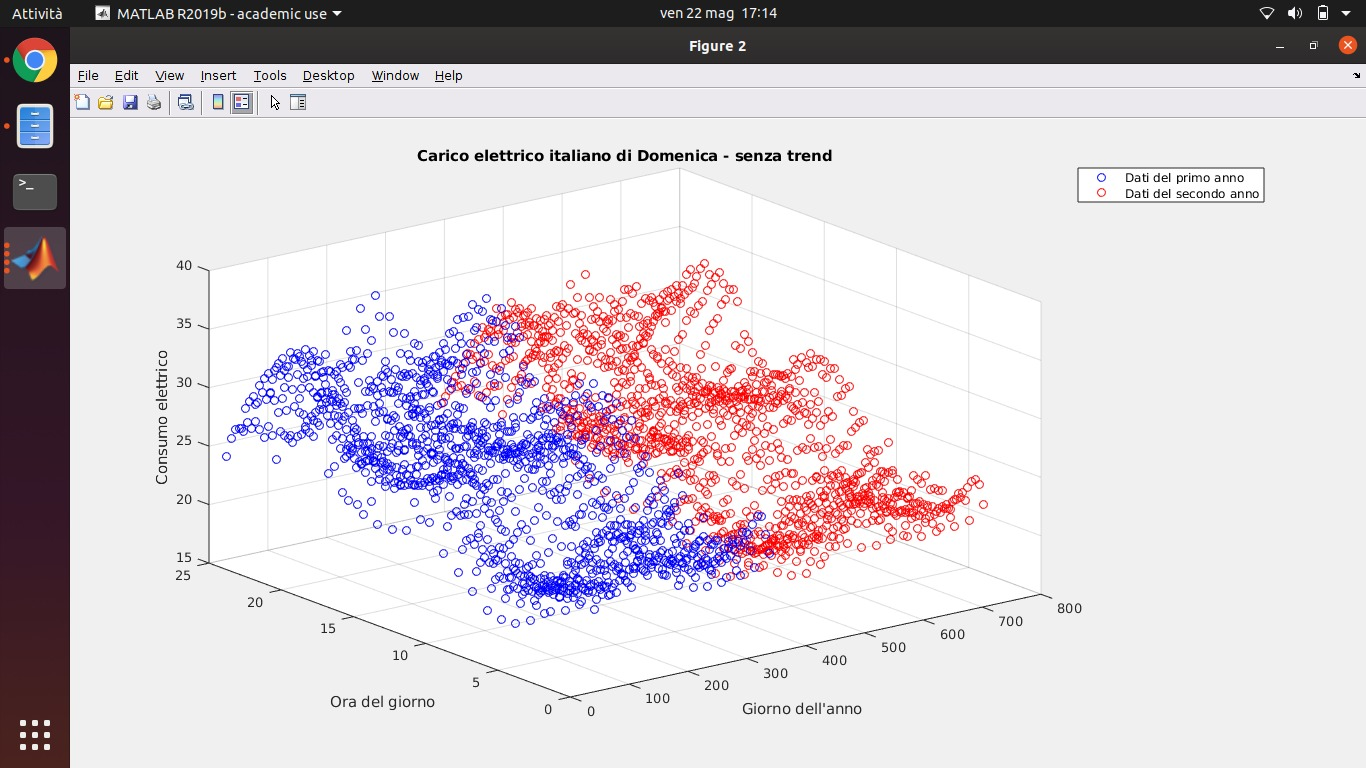 Attività
MATLAB R2019b - academic use
ven 22 mag 17:14
Figure 2
File Edit View Insert Tools Desktop Window Help
Carico elettrico italiano di Domenica - senza trend
Dati del primo anno
Dati del secondo anno
Consumo elettrico
40
35
30
25
20
15
25
20
15
10
5
0
Ora del giorno
0
100
200
300
400
500
600
700
800
Giorno dell'anno
>_